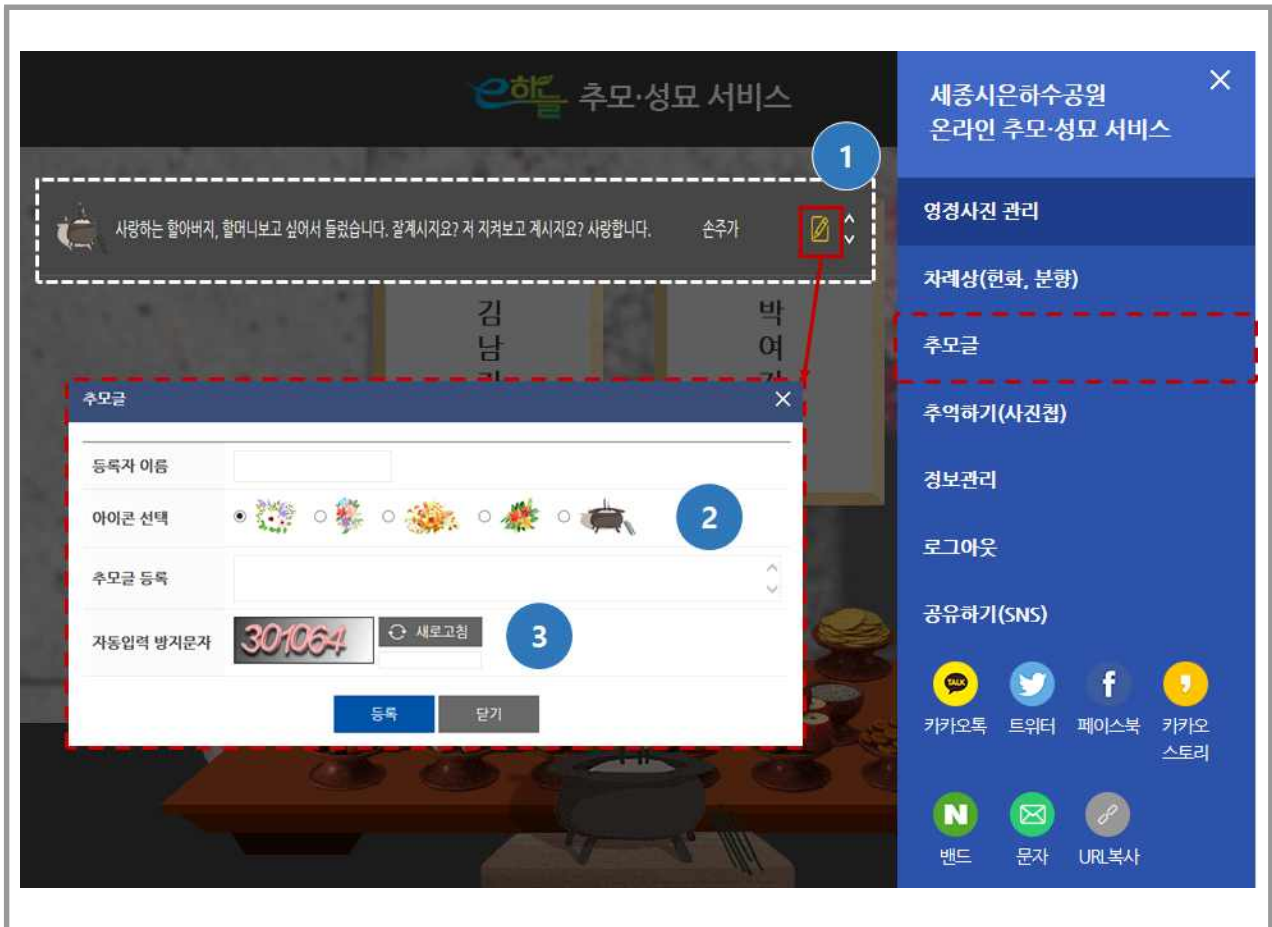 e하늘 추모·성묘 서비스
1
사랑하는 할아버지, 할머니보고 싶어서 들렀습니다. 잘계시지요? 저 지켜보고 계시지요? 사랑합니다. 손주가
김남
박여
추모글
등록자 이름
아이콘 선택
2
추모글 등록
자동입력 방지문자
301064
새로고침
3
등록
닫기
세종시은하수공원
온라인 추모·성묘 서비스
영정사진 관리
차례상(헌화, 분향)
추모글
추억하기(사진첩)
정보관리
로그아웃
공유하기(SNS)
TALK
카카오톡
트위터
페이스북
카카오
스토리
밴드
문자
URL복사